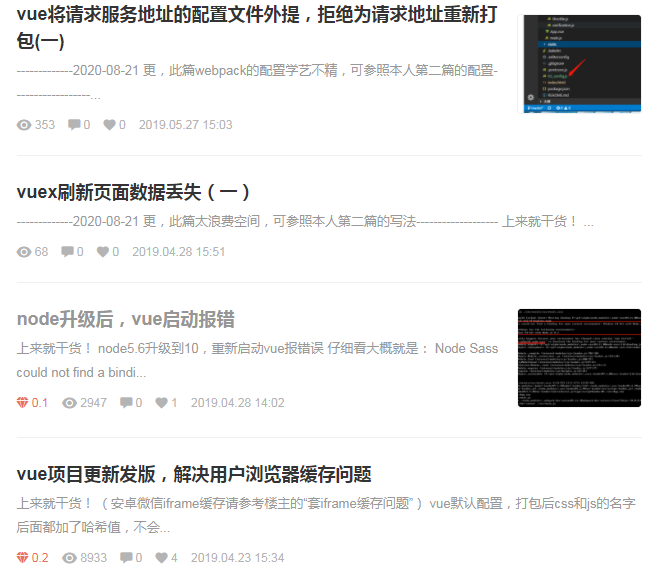 vue将请求服务地址的配置文件外提，拒绝为请求地址重新打
包(一)
-------------2020-08-21 更，此篇webpack的配置学艺不精，可参照本人第二篇的配置-
-----------------...
353 0 0 2019.05.27 15:03
vuex刷新页面数据丢失（一）
-------------2020-08-21 更，此篇太浪费空间，可参照本人第二篇的写法------------------- 上来就干货！ ...
68 0 0 2019.04.28 15:51
node升级后，vue启动报错
上来就干货！ node5.6升级到10，重新启动vue报错误 仔细看大概就是： Node Sass
could not find a bindi...
0.1 2947 0 1 2019.04.28 14:02
vue项目更新发版，解决用户浏览器缓存问题
上来就干货！（安卓微信iframe缓存请参考楼主的“套iframe缓存问题”） vue默认配置，打包后css和js的名字
后面都加了哈希值，不会...
0.2 8933 0 4 2019.04.23 15:34